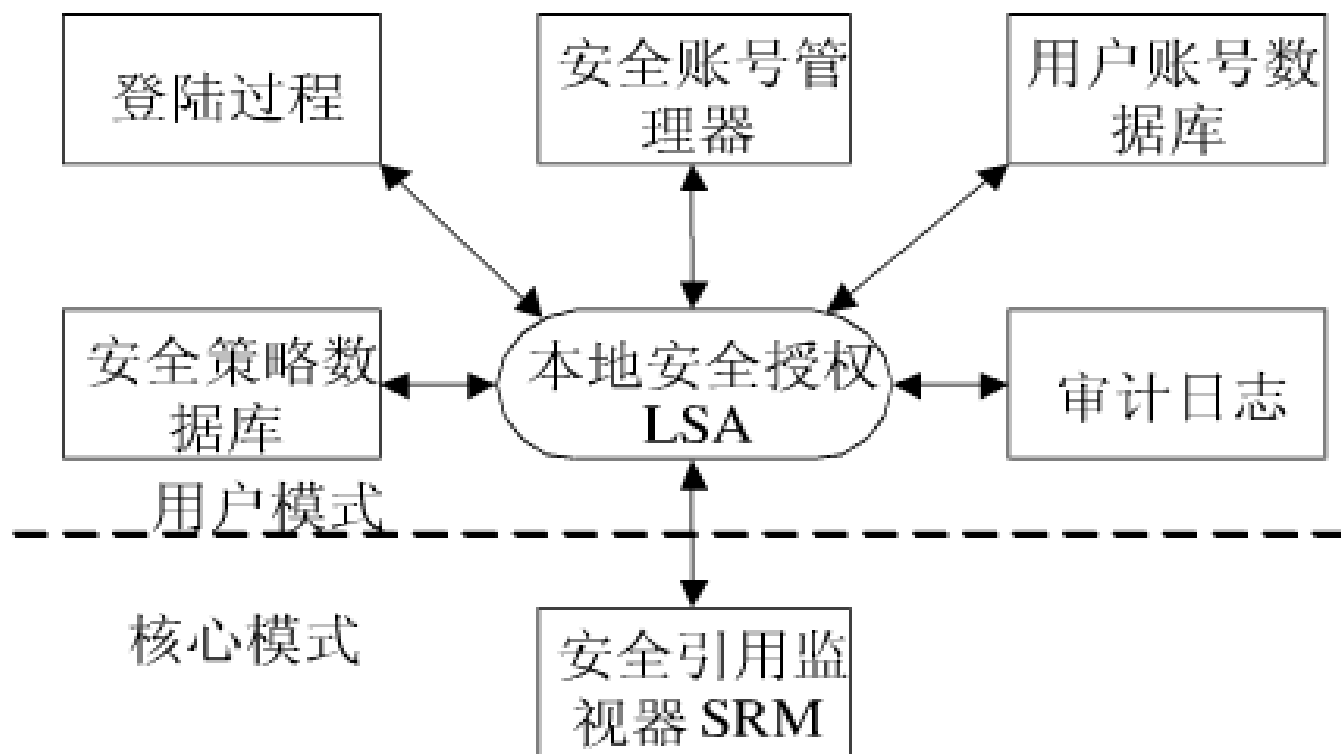 登陆过程
安全账号管
理器
用户账号数
据库
安全策略数
据库
本地安全授权
LSA
审计日志
用户模式
核心模式
安全引用监
视器 SRM